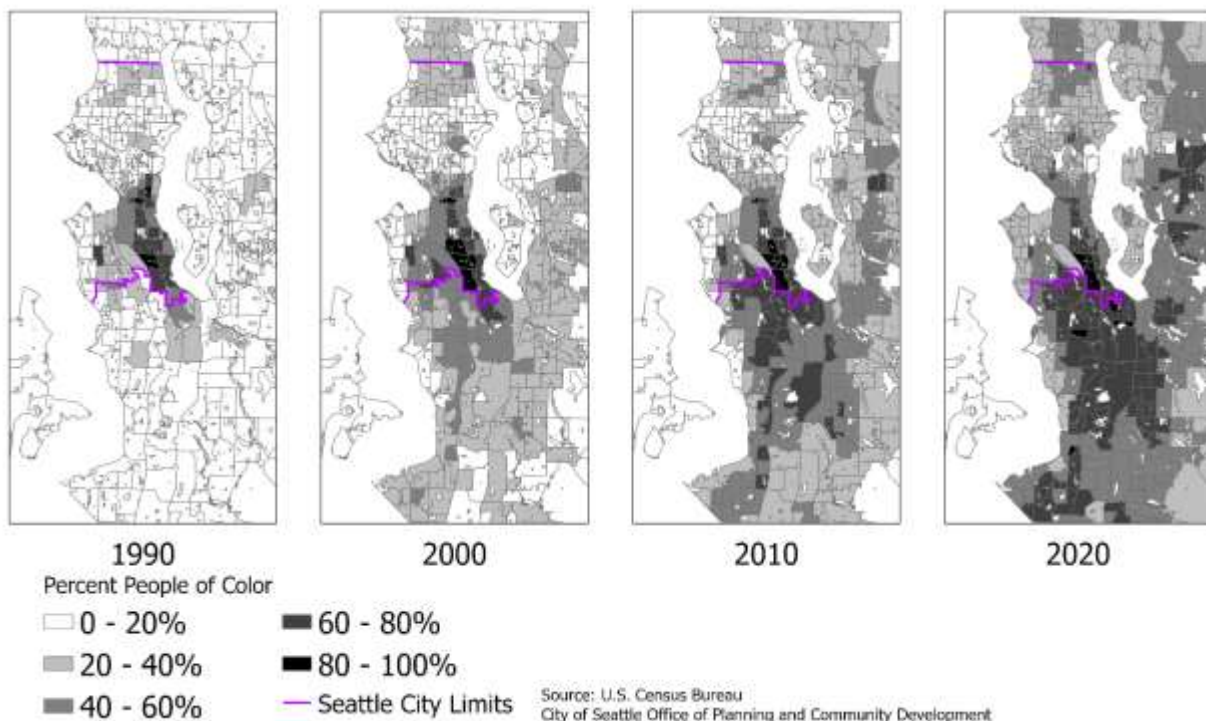 1990 2000 2010 2020
Percent People of Color
0 - 20% 60 - 80%
20 - 40% 80 - 100%
40 - 60% Seattle City Limits
Source: U.S. Census Bureau
City of Seattle Office of Planning and Community Development